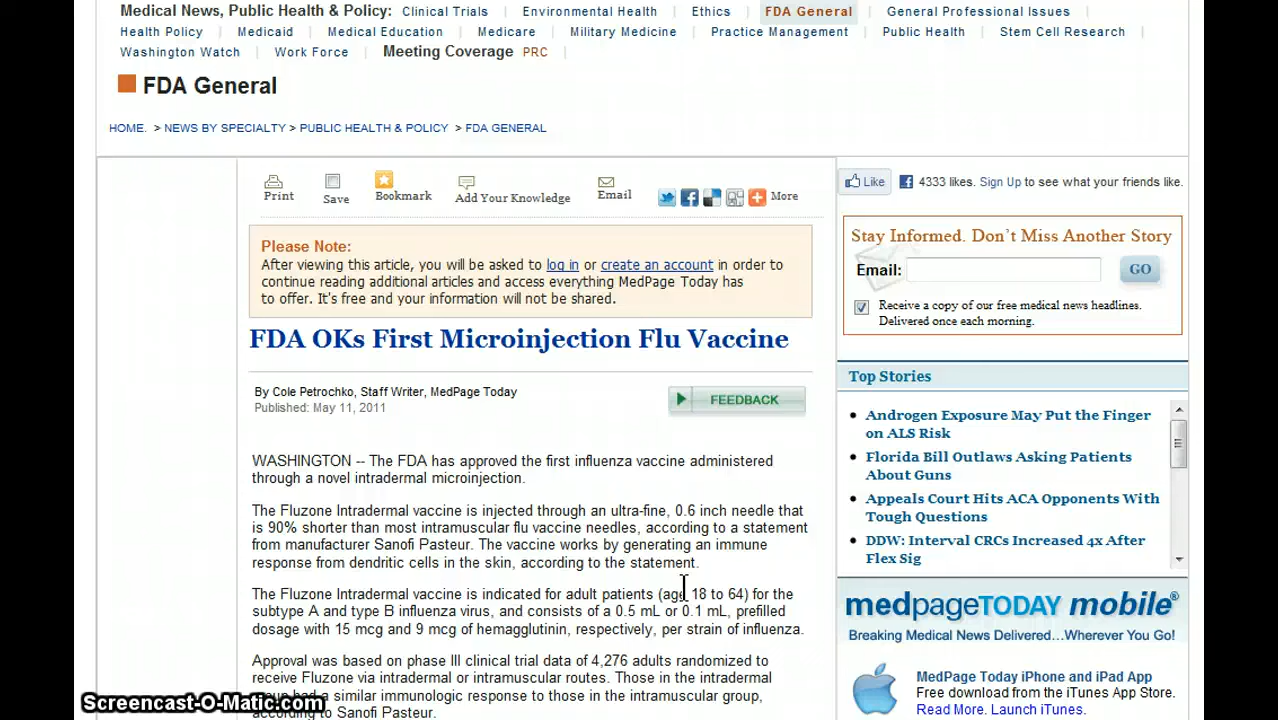 Medical News, Public Health & Policy: Clinical Trials Environmental Health Ethics FDA General General Professional Issues
Health Policy Medicaid Medical Education Medicare Military Medicine Practice Management Public Health Stem Cell Research
Washington Watch Work Force Meeting Coverage PRC
FDA General
HOME. > NEWS BY SPECIALTY > PUBLIC HEALTH & POLICY > FDA GENERAL
Print Save Bookmark Add Your Knowledge Email More
Please Note:
After viewing this article, you will be asked to log in or create an account in order to
continue reading additional articles and access everything MedPage Today has
to offer. It's free and your information will not be shared.
FDA OKs First Microinjection Flu Vaccine
By Cole Petrochko, Staff Writer, MedPage Today
Published: May 11, 2011
FEEDBACK
WASHINGTON -- The FDA has approved the first influenza vaccine administered
through a novel intradermal microinjection.
The Fluzone Intradermal vaccine is injected through an ultra-fine, 0.6 inch needle that
is 90% shorter than most intramuscular flu vaccine needles, according to a statement
from manufacturer Sanofi Pasteur. The vaccine works by generating an immune
response from dendritic cells in the skin, according to the statement.
The Fluzone Intradermal vaccine is indicated for adult patients (age 18 to 64) for the
subtype A and type B influenza virus, and consists of a 0.5 mL or 0.1 mL, prefilled
dosage with 15 mcg and 9 mcg of hemagglutinin, respectively, per strain of influenza.
Approval was based on phase III clinical trial data of 4,276 adults randomized to
receive Fluzone via intradermal or intramuscular routes. Those in the intradermal
had a similar immunologic response to those in the intramuscular group,
according to Sanofi Pasteur.
Like 4333 likes. Sign Up to see what your friends like.
Stay Informed. Don't Miss Another Story
Email: GO
Receive a copy of our free medical news headlines.
Delivered once each morning.
Top Stories
Androgen Exposure May Put the Finger
on ALS Risk
Florida Bill Outlaws Asking Patients
About Guns
Appeals Court Hits ACA Opponents With
Tough Questions
DDW: Interval CRCs Increased 4x After
Flex Sig
medpageTODAY mobile®
Breaking Medical News Delivered...Wherever You Go!
MedPage Today iPhone and iPad App
Free download from the iTunes App Store.
Read More. Launch iTunes.
Screencast-O-Matic.com